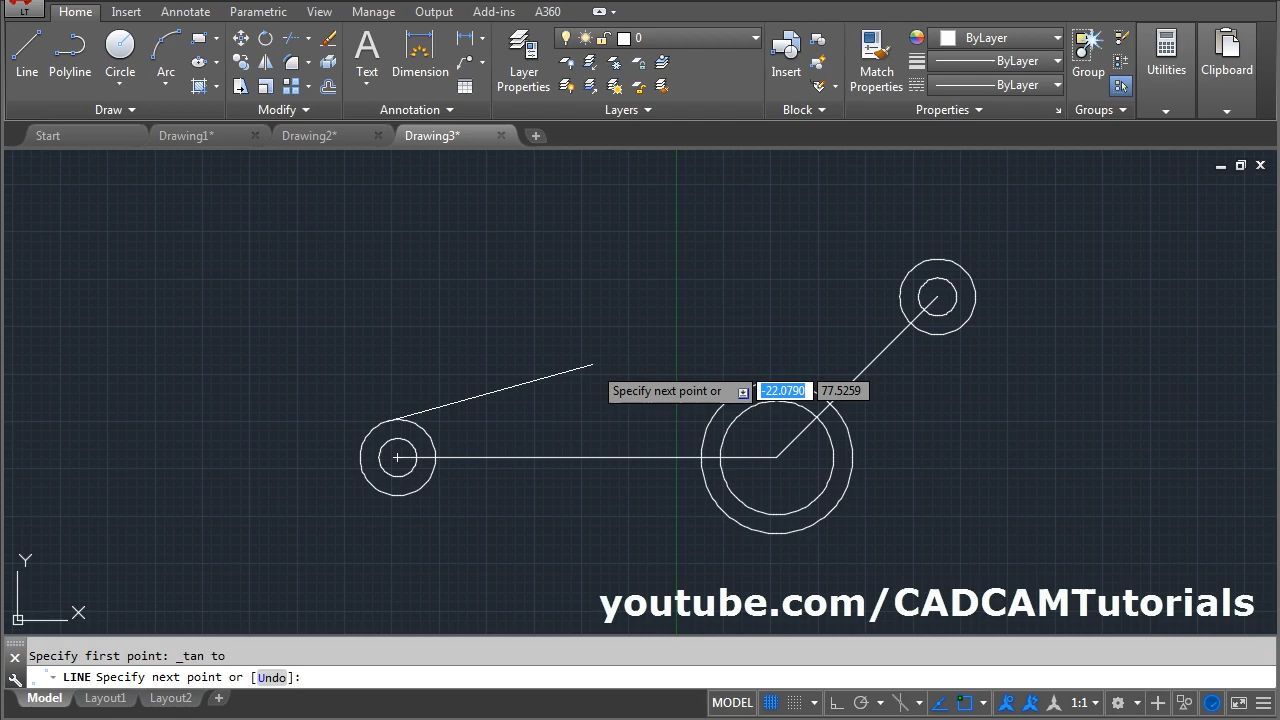 LT
Home Insert Annotate Parametric View Manage Output Add-ins A360
Line Polyline Circle Arc Text Dimension Layer Properties 0 Insert Match Properties ByLayer ByLayer ByLayer Group Utilities Clipboard
Draw Modify Annotation Layers Block Properties Groups
Start Drawing1* Drawing2* Drawing3*
Specify next point or -22.0790 77.5259
Y
X
youtube.com/CADCAMTutorials
Specify first point: _tan to
LINE Specify next point or [Undo]:
Model Layout1 Layout2 + MODEL 1:1